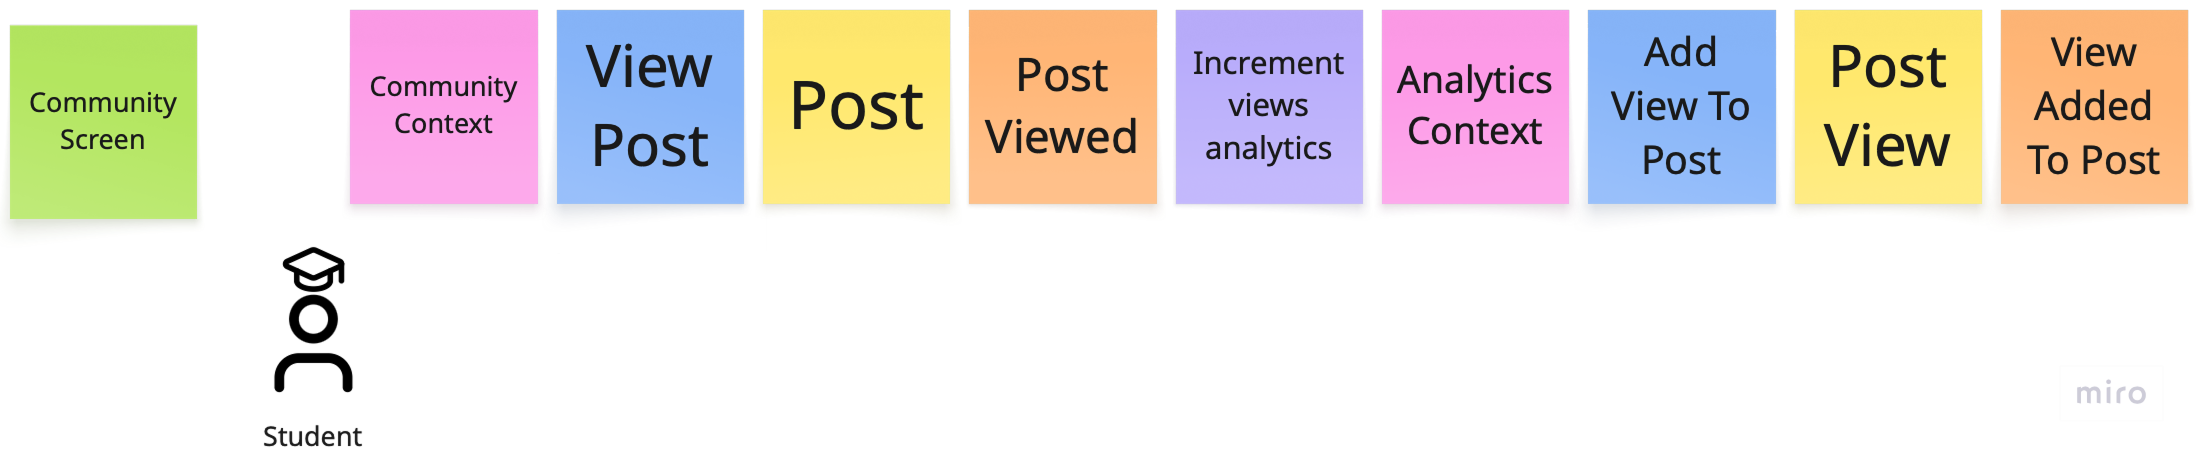 Community
Screen
Community
Context
View
Post
Post
Post
Viewed
Increment
views
analytics
Analytics
Context
Add
View To
Post
Post
View
View
Added
To Post
Student
miro